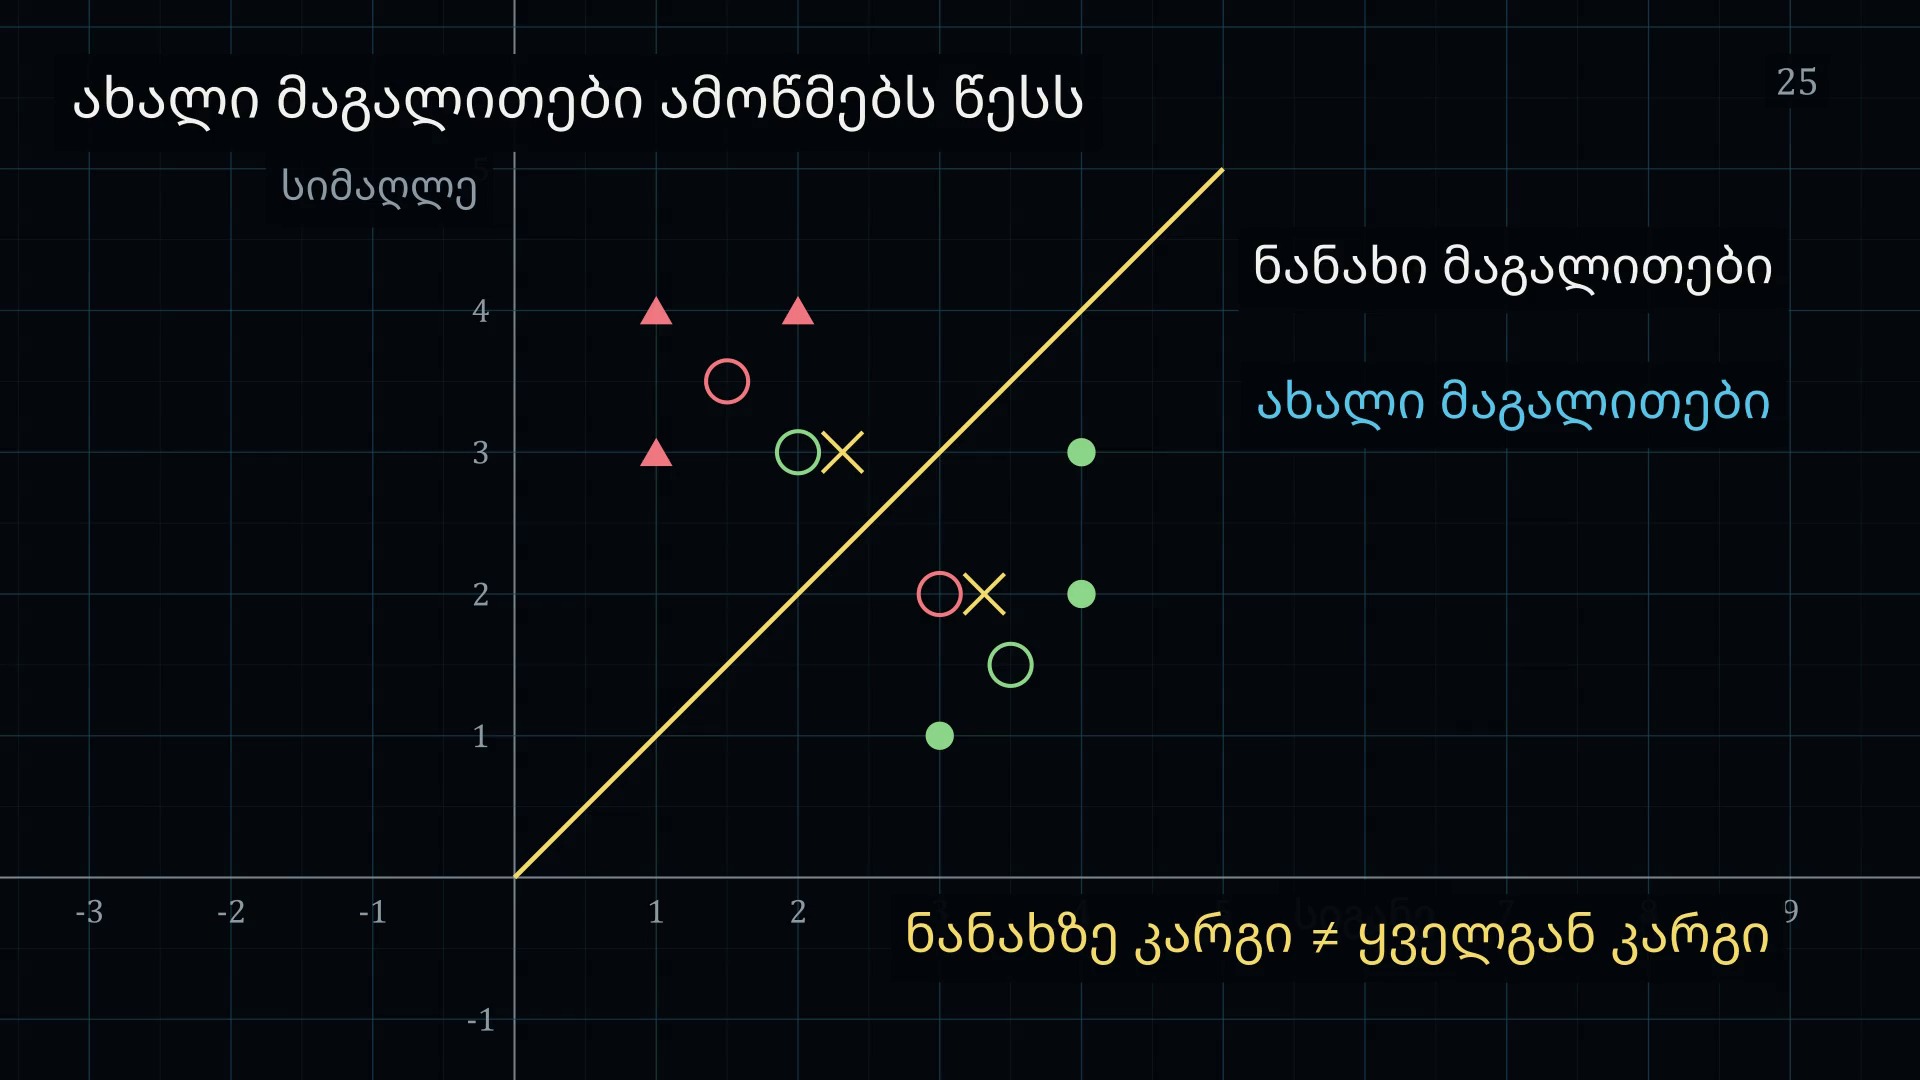 ახალი მაგალითები ამოწმებს წესს
25
სიმაღლე
ნანახი მაგალითები
ახალი მაგალითები
4
3
2
1
-3 -2 -1 1 2 9
ნანახზე კარგი ≠ ყველგან კარგი
-1